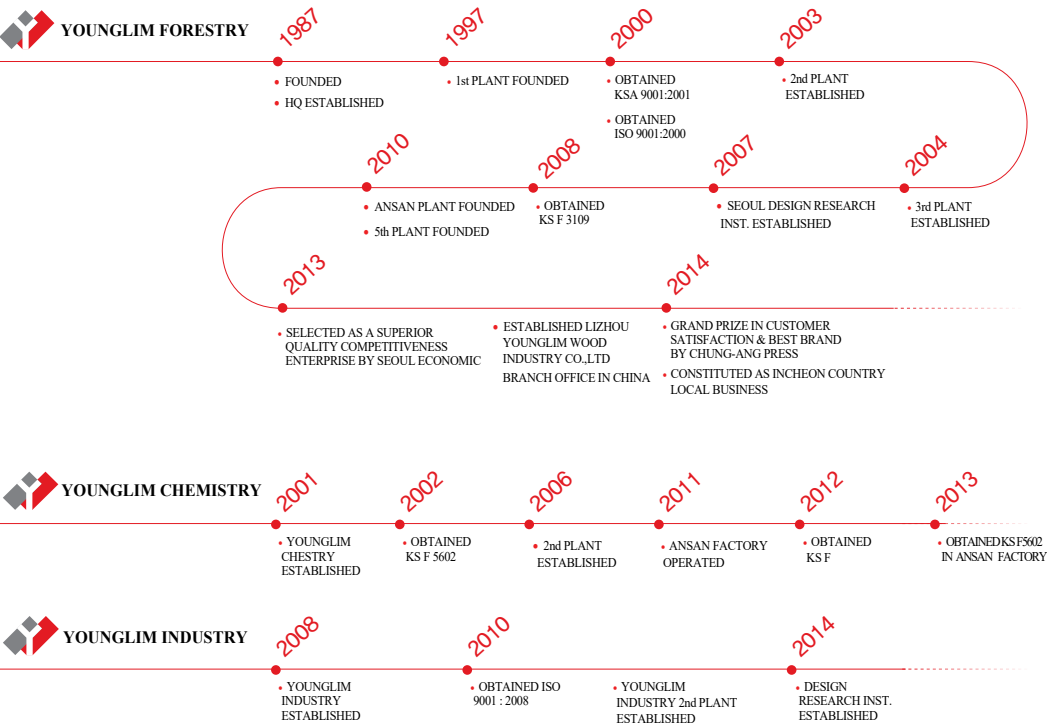 YOUNGLIM FORESTRY
1987
• FOUNDED
• HQ ESTABLISHED
1997
• 1st PLANT FOUNDED
2000
• OBTAINED
KSA 9001:2001
• OBTAINED
ISO 9001:2000
2003
• 2nd PLANT
ESTABLISHED
2004
• 3rd PLANT
ESTABLISHED
2007
• SEOUL DESIGN RESEARCH
INST. ESTABLISHED
2008
• OBTAINED
KS F 3109
2010
• ANSAN PLANT FOUNDED
• 5th PLANT FOUNDED
2013
• SELECTED AS A SUPERIOR
QUALITY COMPETITIVENESS
ENTERPRISE BY SEOUL ECONOMIC
• ESTABLISHED LIZHOU
YOUNGLIM WOOD
INDUSTRY CO.,LTD
BRANCH OFFICE IN CHINA
2014
• GRAND PRIZE IN CUSTOMER
SATISFACTION & BEST BRAND
BY CHUNG-ANG PRESS
• CONSTITUTED AS INCHEON COUNTRY
LOCAL BUSINESS
YOUNGLIM CHEMISTRY
2001
• YOUNGLIM
CHESTRY
ESTABLISHED
2002
• OBTAINED
KS F 5602
2006
• 2nd PLANT
ESTABLISHED
2011
• ANSAN FACTORY
OPERATED
2012
• OBTAINED
KS F
2013
• OBTAINED KS F5602
IN ANSAN FACTORY
YOUNGLIM INDUSTRY
2008
• YOUNGLIM
INDUSTRY
ESTABLISHED
2010
• OBTAINED ISO
9001 : 2008
• YOUNGLIM
INDUSTRY 2nd PLANT
ESTABLISHED
2014
• DESIGN
RESEARCH INST.
ESTABLISHED